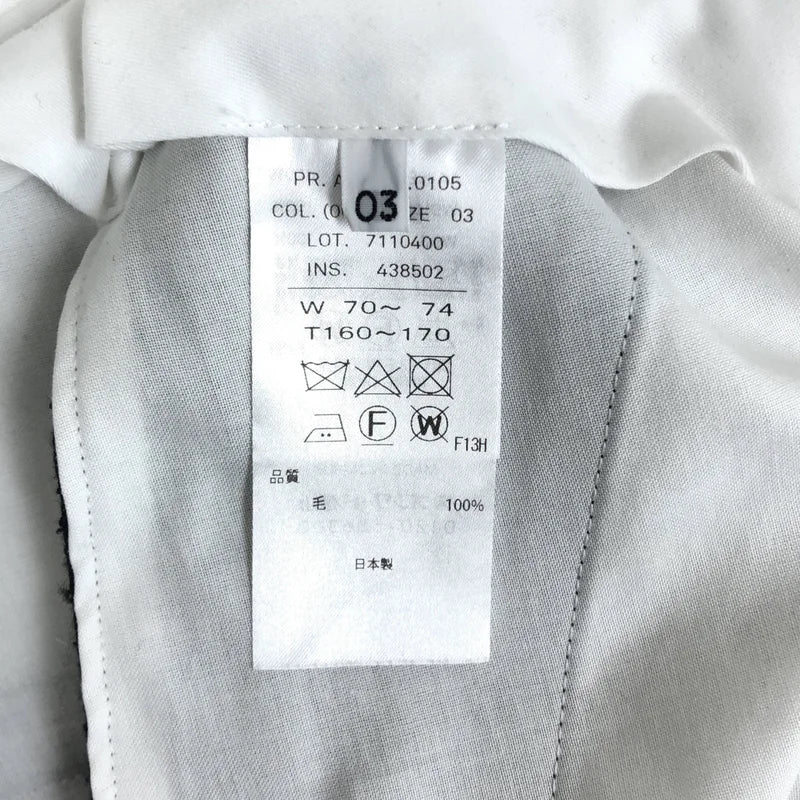 PR. A .0105
COL. (0 03 ZE 03
LOT. 7110400
INS. 438502
W 70～ 74
T160～170
F W F13H
品質
毛 100%
日本製